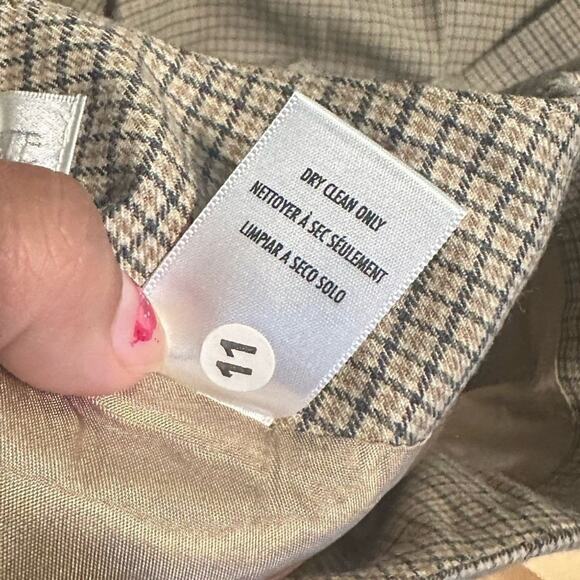 DRY CLEAN ONLY
NETTOYER À SEC SÉULEMENT
LIMPIAR A SECO SOLO
11